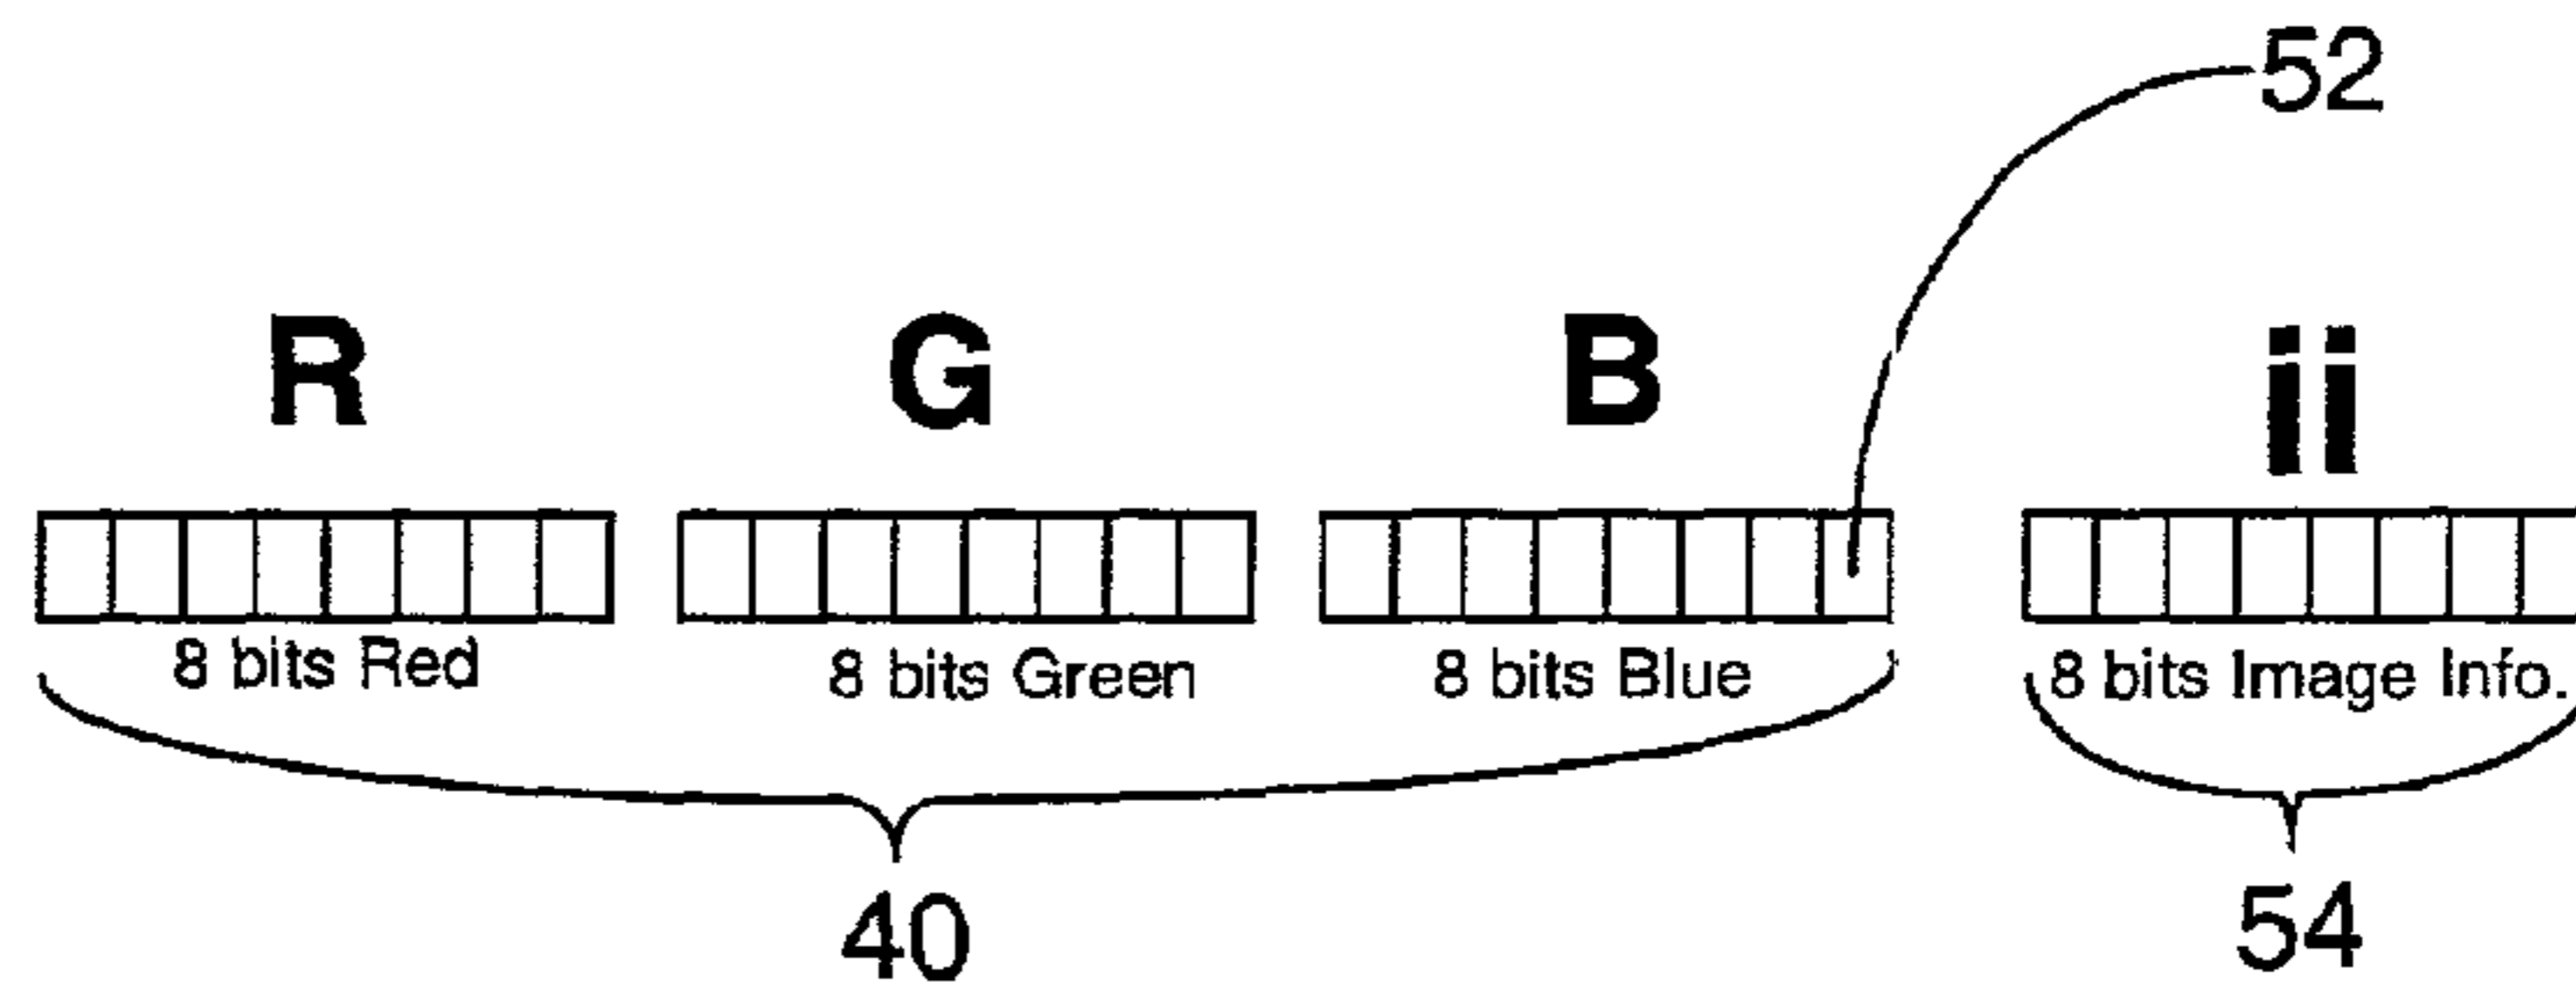 52
R G B ii
8 bits Red 8 bits Green 8 bits Blue 8 bits Image Info.
40 54